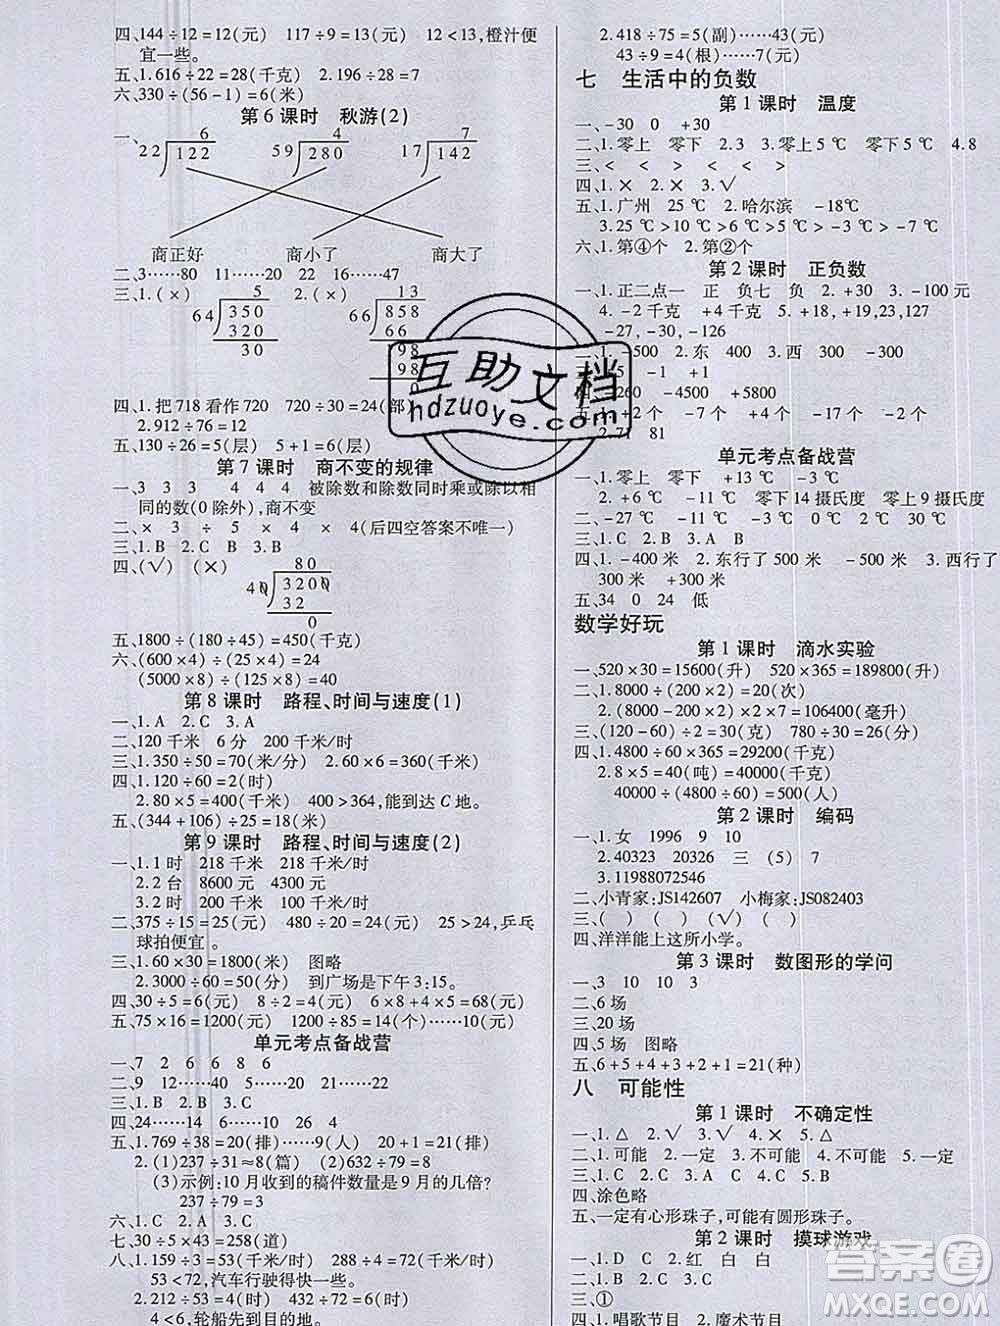 四、144÷12=12(元) 117÷9=13(元) 12<13,橙汁便
宜一些。
五、1.616÷22=28(千克) 2.196÷28=7
六、330÷(56-1)=6(米)
第6课时 秋游(2)
一、
6 4 7
22 122 59 280 17 142
商正好 商小了 商大了
二、3……80 11……20 22 16……47
三、1.(×) 5 2.(×) 13
64 350 66 858
320 66
30 198
198
0
四、1.把718看作720 720÷30=24(部)
2.912÷76=12
五、130÷26=5(层) 5+1=6(层)
第7课时 商不变的规律
一、3 3 3 4 4 4 被除数和除数同时乘或除以相
同的数(0除外),商不变
二、× 3 ÷ 5 × 4 × 4(后四空答案不唯一)
三、1.B 2.C 3.A
四、(√) (×) 80
40 3200
32
0
五、1800÷(180÷45)=450(千克)
六、(600×4)÷(25×4)=24
(5000×8)÷(125×8)=40
第8课时 路程、时间与速度(1)
一、1.A 2.C 3.A
二、120千米 6分 200千米/时
三、1.350÷50=70(米/分) 2.60×6=360(千米)
四、1.120÷60=2(时)
2.80×5=400(千米) 400>364,能到达C地。
五、(344+106)÷25=18(米)
第9课时 路程、时间与速度(2)
一、1.1时 218千米 218千米/时
2.2台 8600元 4300元
3.2时 200千米 100千米/时
二、375÷15=25(元) 480÷20=24(元) 25>24,乒乓
球拍便宜。
三、1.60×30=1800(米) 图略
2.3000÷60=50(分) 到广场是下午3:15。
四、30÷5=6(元) 8÷2=4(元) 6×8+4×5=68(元)
五、75×16=1200(元) 1200÷85=14(个)……10(元)
单元考点备战营
一、7 2 6 6 8 6
二、9 12……40 21……10 21……22
三、1.B 2.B 3.C
四、24……14 6……10 26 4
五、1.769÷38=20(排)……9(人) 20+1=21(排)
2.(1)237÷31≈8(篇) (2)632÷79=8
(3)示例:10月收到的稿件数量是9月的几倍?
237÷79=3
六、1.C 2.A 3.C
七、30÷5×43=258(道)
八、1.159÷3=53(千米/时) 288÷4=72(千米/时)
53<72,汽车行驶得快一些。
2.212÷53=4(时) 432÷72=6(时)
4<6,轮船先到目的地。
2.418÷75=5(副)……43(元)
43÷9=4(根)……7(元)
七 生活中的负数
第1课时 温度
一、-30 0 +30
二、1.零上 零下 2.3 3.零上5℃ 零下5℃ 4.8
三、< < < < > <
四、1.× 2.× 3.√
五、1.广州 25℃ 2.哈尔滨 -18℃
3.25℃>10℃>6℃>5℃>-3℃>-7℃
六、1.第④个 2.第②个
第2课时 正负数
一、1.正二点一 正 负七 负 2.+30 3.-100元
4.-2千克 +4千克 5.+18,+19,23,127
-27,-30,-126
二、1.-500 2.东 400 3.西 300
55 -1 +1
3260 -4500 +5800
+2个 -7个 +4个 -2个 +9个
2.71 81
单元考点备战营
一、1.零上 零下
2.+6℃ -11℃ 零下14摄氏度 零上9摄氏度
二、-27℃ -10℃ -5℃ 0℃ 18℃
三、1.C 2.B 3.A 4.C
四、1.-400米 2.东行了500米 -500米 3.西行了
300米 +300米
五、34 0 24 低
数学好玩
第1课时 滴水实验
一、520×30=15600(升) 520×365=189800(升)
二、1.8000÷(200×2)=20(次)
2.(8000-200×2)×2×7=106400(毫升)
三、(120-60)÷2=30(克) 780÷30=26(克)
四、1.4800÷60×365=29200(千克)
2.8×5=40(吨)=40000(千克)
40000÷(4800÷60)=500(人)
第2课时 编码
一、1.女 1996 9 10
2.40323 20326 三 (5) 7
3.11988072546
二、小青家:JS142607 小梅家:JS082403
三、( ) ( ) (√) ( )
四、洋洋能上这所小学。
第3课时 数图形的学问
一、3 10 10 3
二、6场
三、20场
四、5场 图略
五、6+5+4+3+2+1=21(种)
八 可能性
第1课时 不确定性
一、1.△ 2.√ 3.√ 4.× 5.△
二、1.可能 2.一定 3.不可能 4.不可能 5.一定
三、1.C 2.C 3.A 4.C
四、涂色略
五、一定有心形珠子,可能有圆形珠子。
第2课时 摸球游戏
一、1.D C 2.红 白 白
三、①
四、1.唱歌节目 2.魔术节目
互助文档
hdzuoye.com
答案圈
MXQE.COM